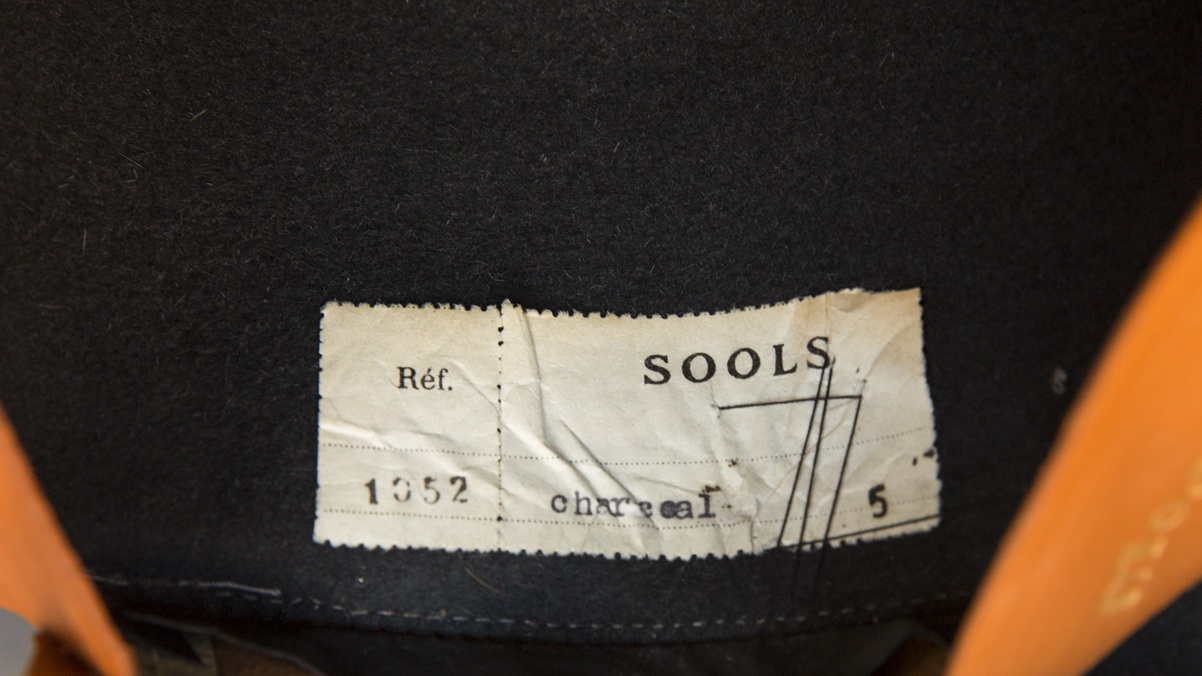 Réf.
SOOLS
1052
charcoal
5